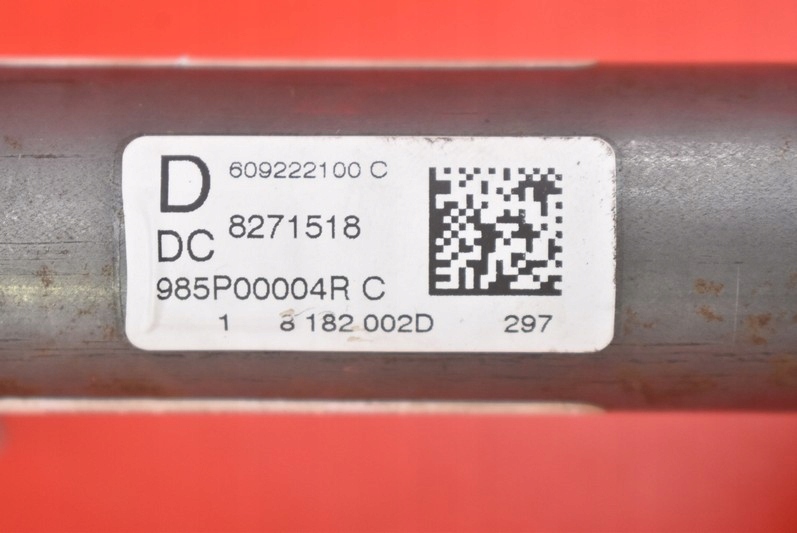 D 609222100 C
DC 8271518
985P00004R C
1 8 182 002D 297